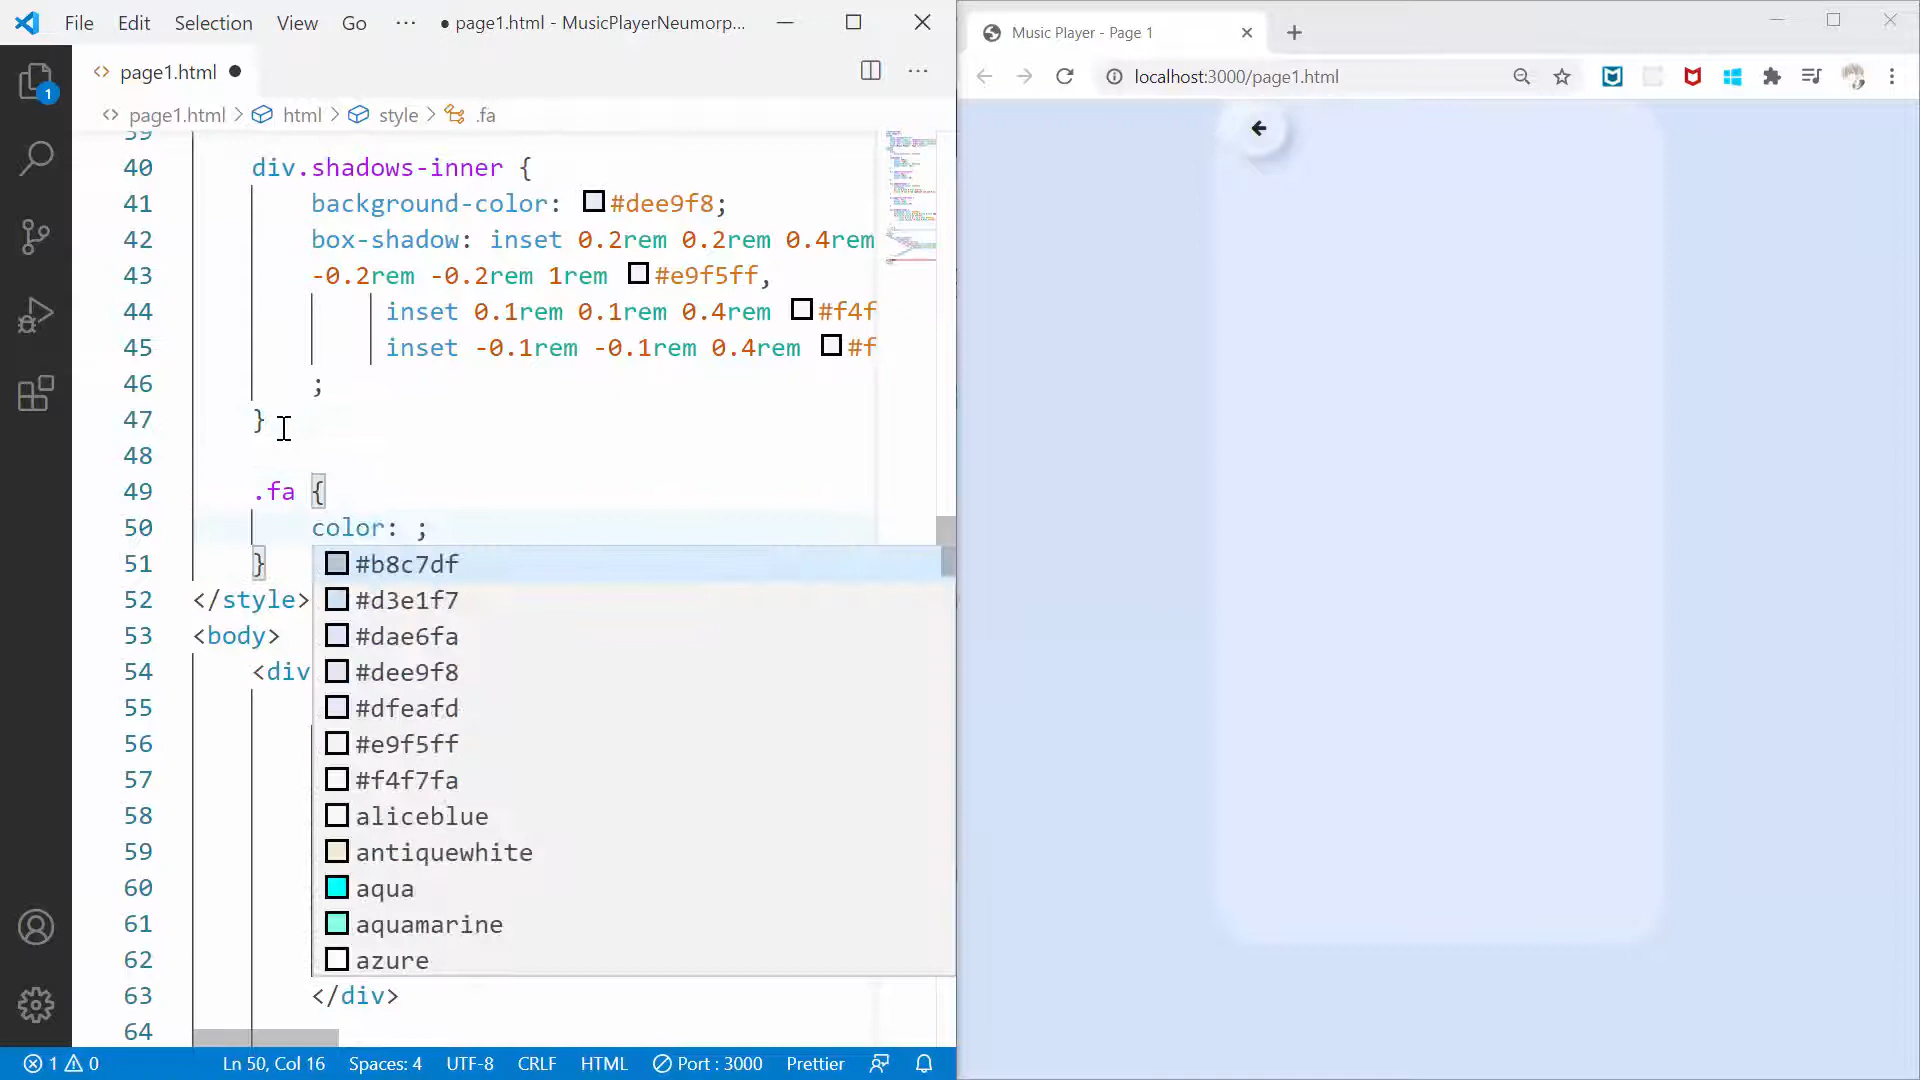 File Edit Selection View Go ··· ● page1.html - MusicPlayerNeumorp...
page1.html ●
page1.html > html > style > .fa
39
40 div.shadows-inner {
41 background-color: #dee9f8;
42 box-shadow: inset 0.2rem 0.2rem 0.4rem
43 -0.2rem -0.2rem 1rem #e9f5ff,
44 inset 0.1rem 0.1rem 0.4rem #f4f
45 inset -0.1rem -0.1rem 0.4rem #f
46 ;
47 }
48
49 .fa {
50 color: ;
51 }
52 </style>
53 <body>
54 <div
55
56
57
58
59
60
61
62
63 </div>
64
#b8c7df
#d3e1f7
#dae6fa
#dee9f8
#dfeafd
#e9f5ff
#f4f7fa
aliceblue
antiquewhite
aqua
aquamarine
azure
1
1 0 Ln 50, Col 16 Spaces: 4 UTF-8 CRLF HTML Port : 3000 Prettier
Music Player - Page 1
localhost:3000/page1.html